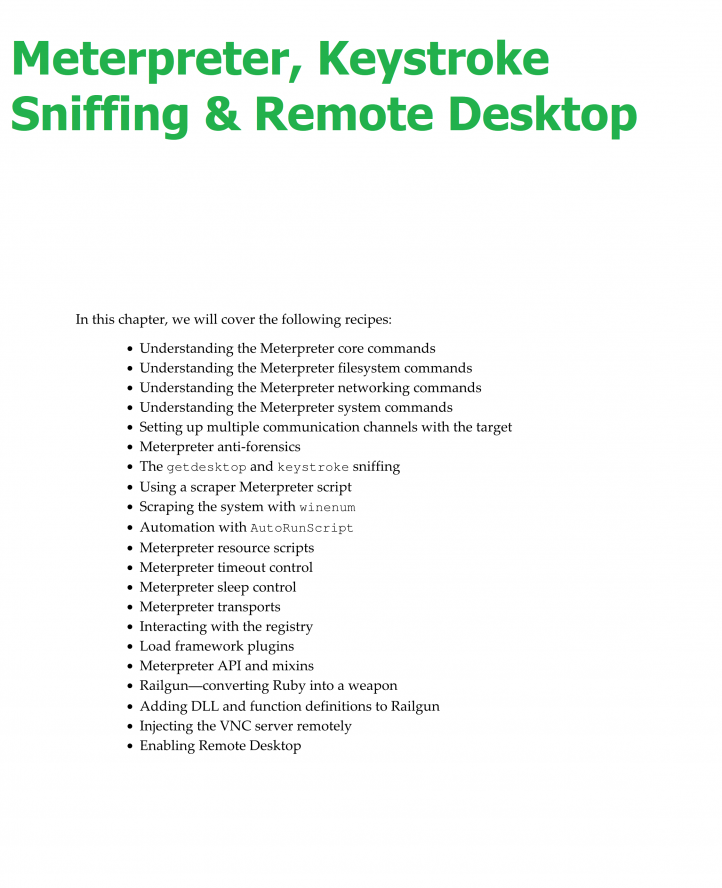 Meterpreter, Keystroke
Sniffing & Remote Desktop
In this chapter, we will cover the following recipes:
• Understanding the Meterpreter core commands
• Understanding the Meterpreter filesystem commands
• Understanding the Meterpreter networking commands
• Understanding the Meterpreter system commands
• Setting up multiple communication channels with the target
• Meterpreter anti-forensics
• The getdesktop and keystroke sniffing
• Using a scraper Meterpreter script
• Scraping the system with winenum
• Automation with AutoRunScript
• Meterpreter resource scripts
• Meterpreter timeout control
• Meterpreter sleep control
• Meterpreter transports
• Interacting with the registry
• Load framework plugins
• Meterpreter API and mixins
• Railgun—converting Ruby into a weapon
• Adding DLL and function definitions to Railgun
• Injecting the VNC server remotely
• Enabling Remote Desktop